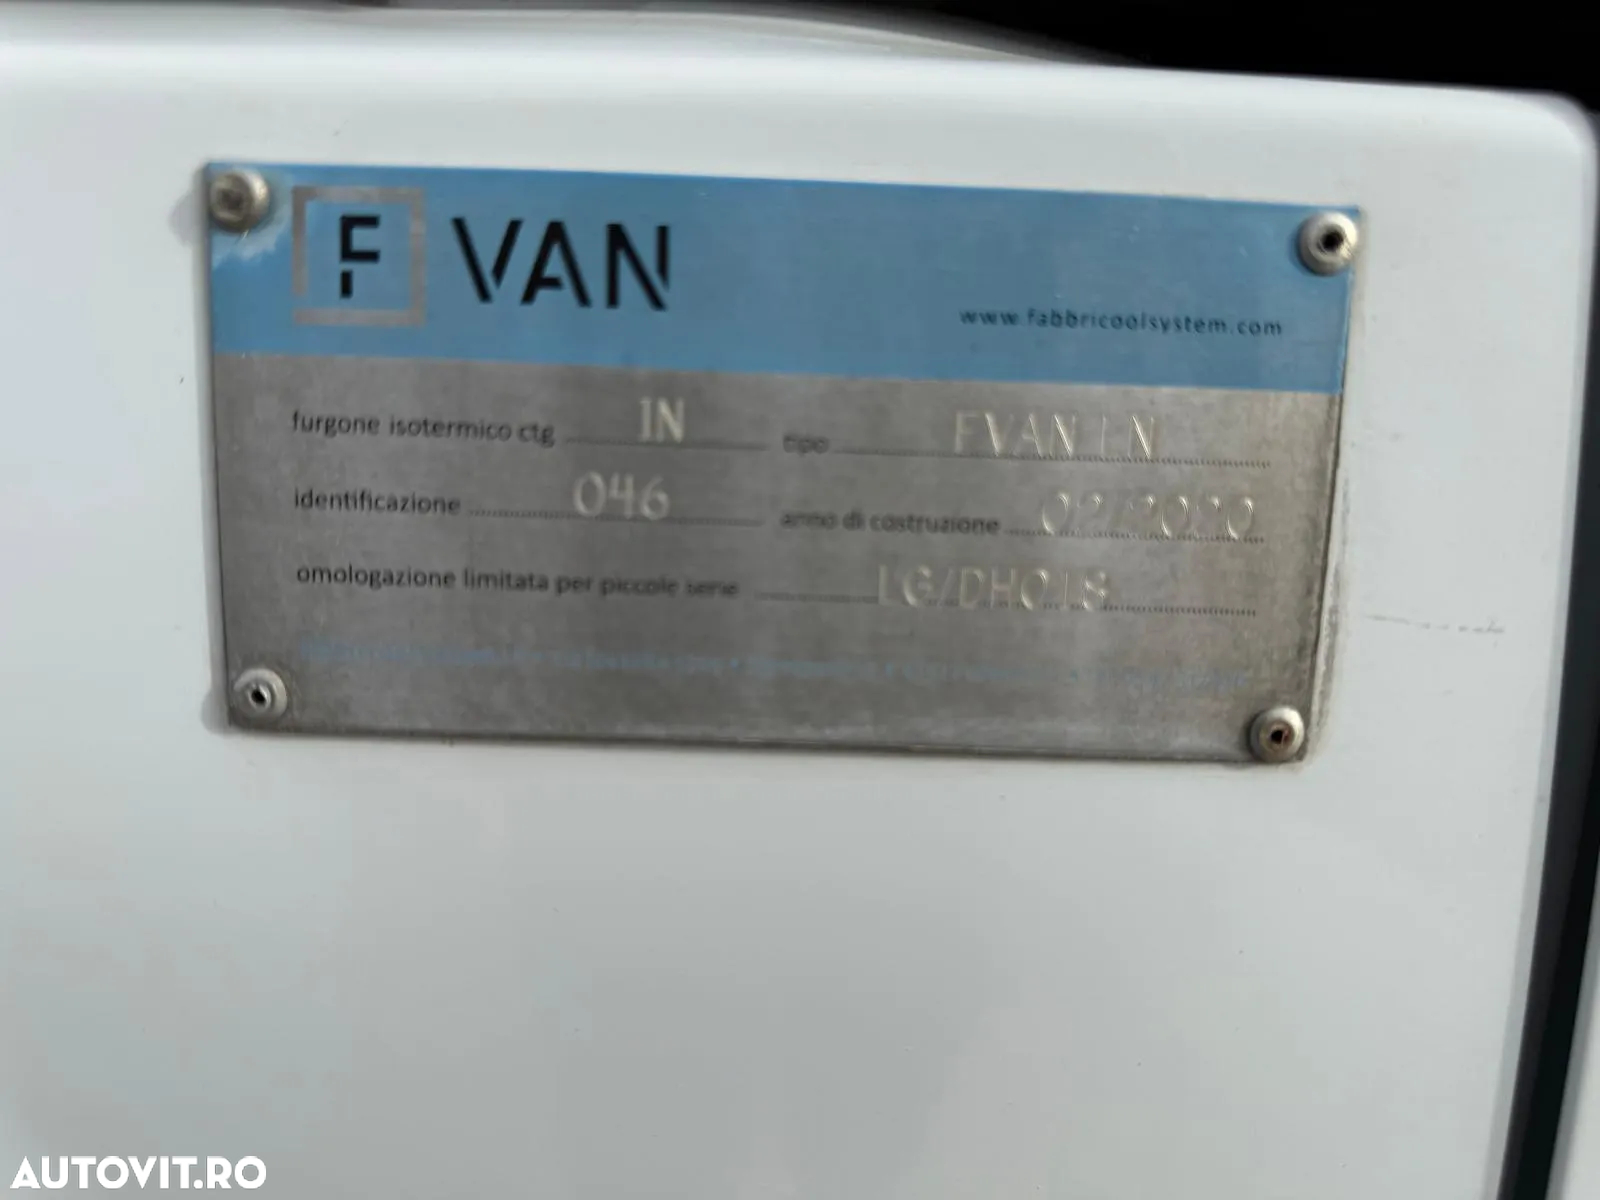 F VAN
www.fabbricoolsystem.com
furgone isotermico ctg IN tipo FVAN IN
identificazione 046 anno di costruzione 02/2020
omologazione limitata per piccole serie LG/DH018
AUTOVIT.RO